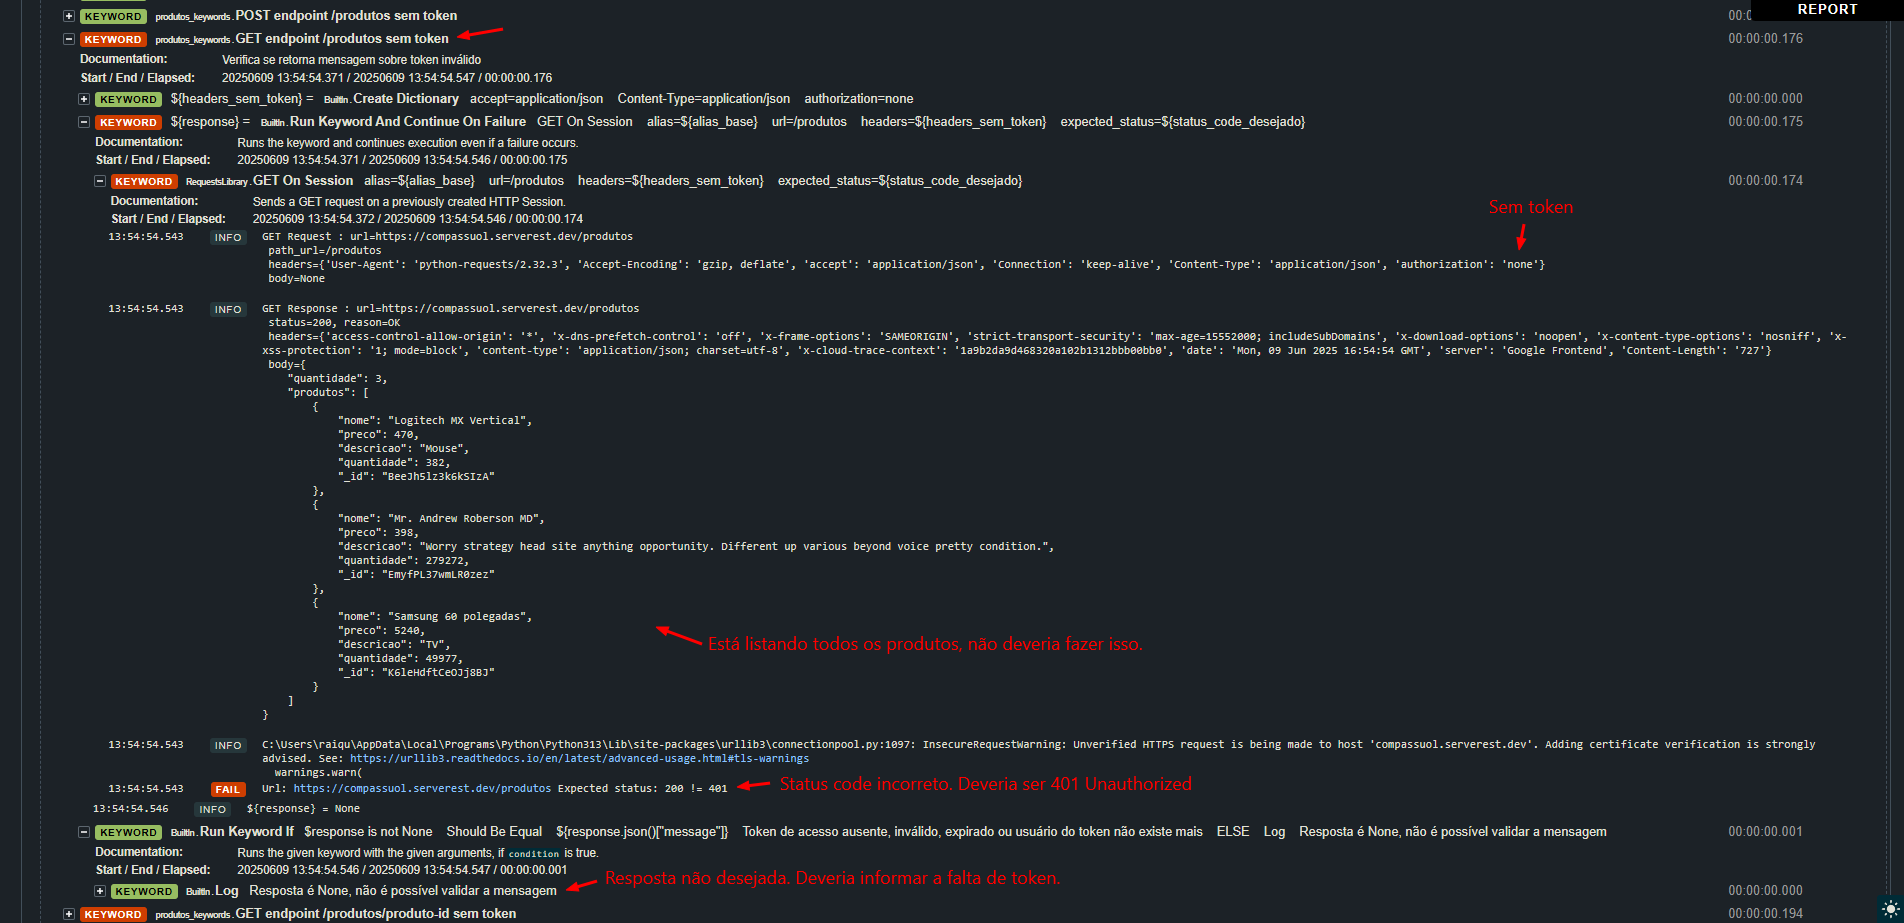 KEYWORD produtos_keywords.POST endpoint /produtos sem token 00:0
REPORT
KEYWORD produtos_keywords.GET endpoint /produtos sem token 00:00:00.176
Documentation: Verifica se retorna mensagem sobre token inválido
Start / End / Elapsed: 20250609 13:54:54.371 / 20250609 13:54:54.547 / 00:00:00.176
KEYWORD ${headers_sem_token} = BuiltIn.Create Dictionary accept=application/json Content-Type=application/json authorization=none 00:00:00.000
KEYWORD ${response} = BuiltIn.Run Keyword And Continue On Failure GET On Session alias=${alias_base} url=/produtos headers=${headers_sem_token} expected_status=${status_code_desejado} 00:00:00.175
Documentation: Runs the keyword and continues execution even if a failure occurs.
Start / End / Elapsed: 20250609 13:54:54.371 / 20250609 13:54:54.546 / 00:00:00.175
KEYWORD RequestsLibrary.GET On Session alias=${alias_base} url=/produtos headers=${headers_sem_token} expected_status=${status_code_desejado} 00:00:00.174
Documentation: Sends a GET request on a previously created HTTP Session.
Start / End / Elapsed: 20250609 13:54:54.372 / 20250609 13:54:54.546 / 00:00:00.174
Sem token
13:54:54.543 INFO GET Request : url=https://compassuol.serverest.dev/produtos
path_url=/produtos
headers={'User-Agent': 'python-requests/2.32.3', 'Accept-Encoding': 'gzip, deflate', 'accept': 'application/json', 'Connection': 'keep-alive', 'Content-Type': 'application/json', 'authorization': 'none'}
body=None
13:54:54.543 INFO GET Response : url=https://compassuol.serverest.dev/produtos
status=200, reason=OK
headers={'access-control-allow-origin': '*', 'x-dns-prefetch-control': 'off', 'x-frame-options': 'SAMEORIGIN', 'strict-transport-security': 'max-age=15552000; includeSubDomains', 'x-download-options': 'noopen', 'x-content-type-options': 'nosniff', 'x-
xss-protection': '1; mode=block', 'content-type': 'application/json; charset=utf-8', 'x-cloud-trace-context': '1a9b2da9d468320a102b1312bbb00bb0', 'date': 'Mon, 09 Jun 2025 16:54:54 GMT', 'server': 'Google Frontend', 'Content-Length': '727'}
body={
"quantidade": 3,
"produtos": [
{
"nome": "Logitech MX Vertical",
"preco": 470,
"descricao": "Mouse",
"quantidade": 382,
"_id": "BeeJh5lz3k6kSIzA"
},
{
"nome": "Mr. Andrew Roberson MD",
"preco": 398,
"descricao": "Worry strategy head site anything opportunity. Different up various beyond voice pretty condition.",
"quantidade": 279272,
"_id": "EmyfPL37wmLR0zez"
},
{
"nome": "Samsung 60 polegadas",
"preco": 5240,
"descricao": "TV",
"quantidade": 49977,
"_id": "K6leHdftCeOJj8BJ"
}
]
}
Está listando todos os produtos, não deveria fazer isso.
13:54:54.543 INFO C:\Users\raiqu\AppData\Local\Programs\Python\Python313\Lib\site-packages\urllib3\connectionpool.py:1097: InsecureRequestWarning: Unverified HTTPS request is being made to host 'compassuol.serverest.dev'. Adding certificate verification is strongly
advised. See: https://urllib3.readthedocs.io/en/latest/advanced-usage.html#tls-warnings
warnings.warn(
13:54:54.543 FAIL Url: https://compassuol.serverest.dev/produtos Expected status: 200 != 401
Status code incorreto. Deveria ser 401 Unauthorized
13:54:54.546 INFO ${response} = None
KEYWORD BuiltIn.Run Keyword If $response is not None Should Be Equal ${response.json()["message"]} Token de acesso ausente, inválido, expirado ou usuário do token não existe mais ELSE Log Resposta é None, não é possível validar a mensagem 00:00:00.001
Documentation: Runs the given keyword with the given arguments, if condition is true.
Start / End / Elapsed: 20250609 13:54:54.546 / 20250609 13:54:54.547 / 00:00:00.001
KEYWORD BuiltIn.Log Resposta é None, não é possível validar a mensagem 00:00:00.000
Resposta não desejada. Deveria informar a falta de token.
KEYWORD produtos_keywords.GET endpoint /produtos/produto-id sem token 00:00:00.194